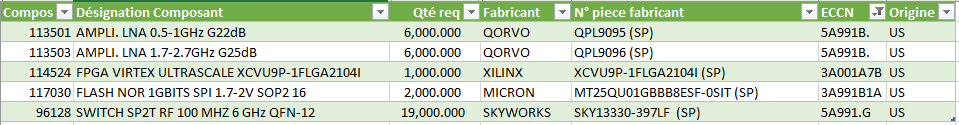 Compos Désignation Composant Qté req Fabricant N° piece fabricant ECCN Origine
113501 AMPLI. LNA 0.5-1GHz G22dB 6,000.000 QORVO QPL9095 (SP) 5A991B. US
113503 AMPLI. LNA 1.7-2.7GHz G25dB 6,000.000 QORVO QPL9096 (SP) 5A991B. US
114524 FPGA VIRTEX ULTRASCALE XCVU9P-1FLGA2104I 1,000.000 XILINX XCVU9P-1FLGA2104I (SP) 3A001A7B US
117030 FLASH NOR 1GBITS SPI 1.7-2V SOP2 16 2,000.000 MICRON MT25QU01GBBB8ESF-0SIT (SP) 3A991B1A US
96128 SWITCH SP2T RF 100 MHZ 6 GHz QFN-12 19,000.000 SKYWORKS SKY13330-397LF (SP) 5A991.G US